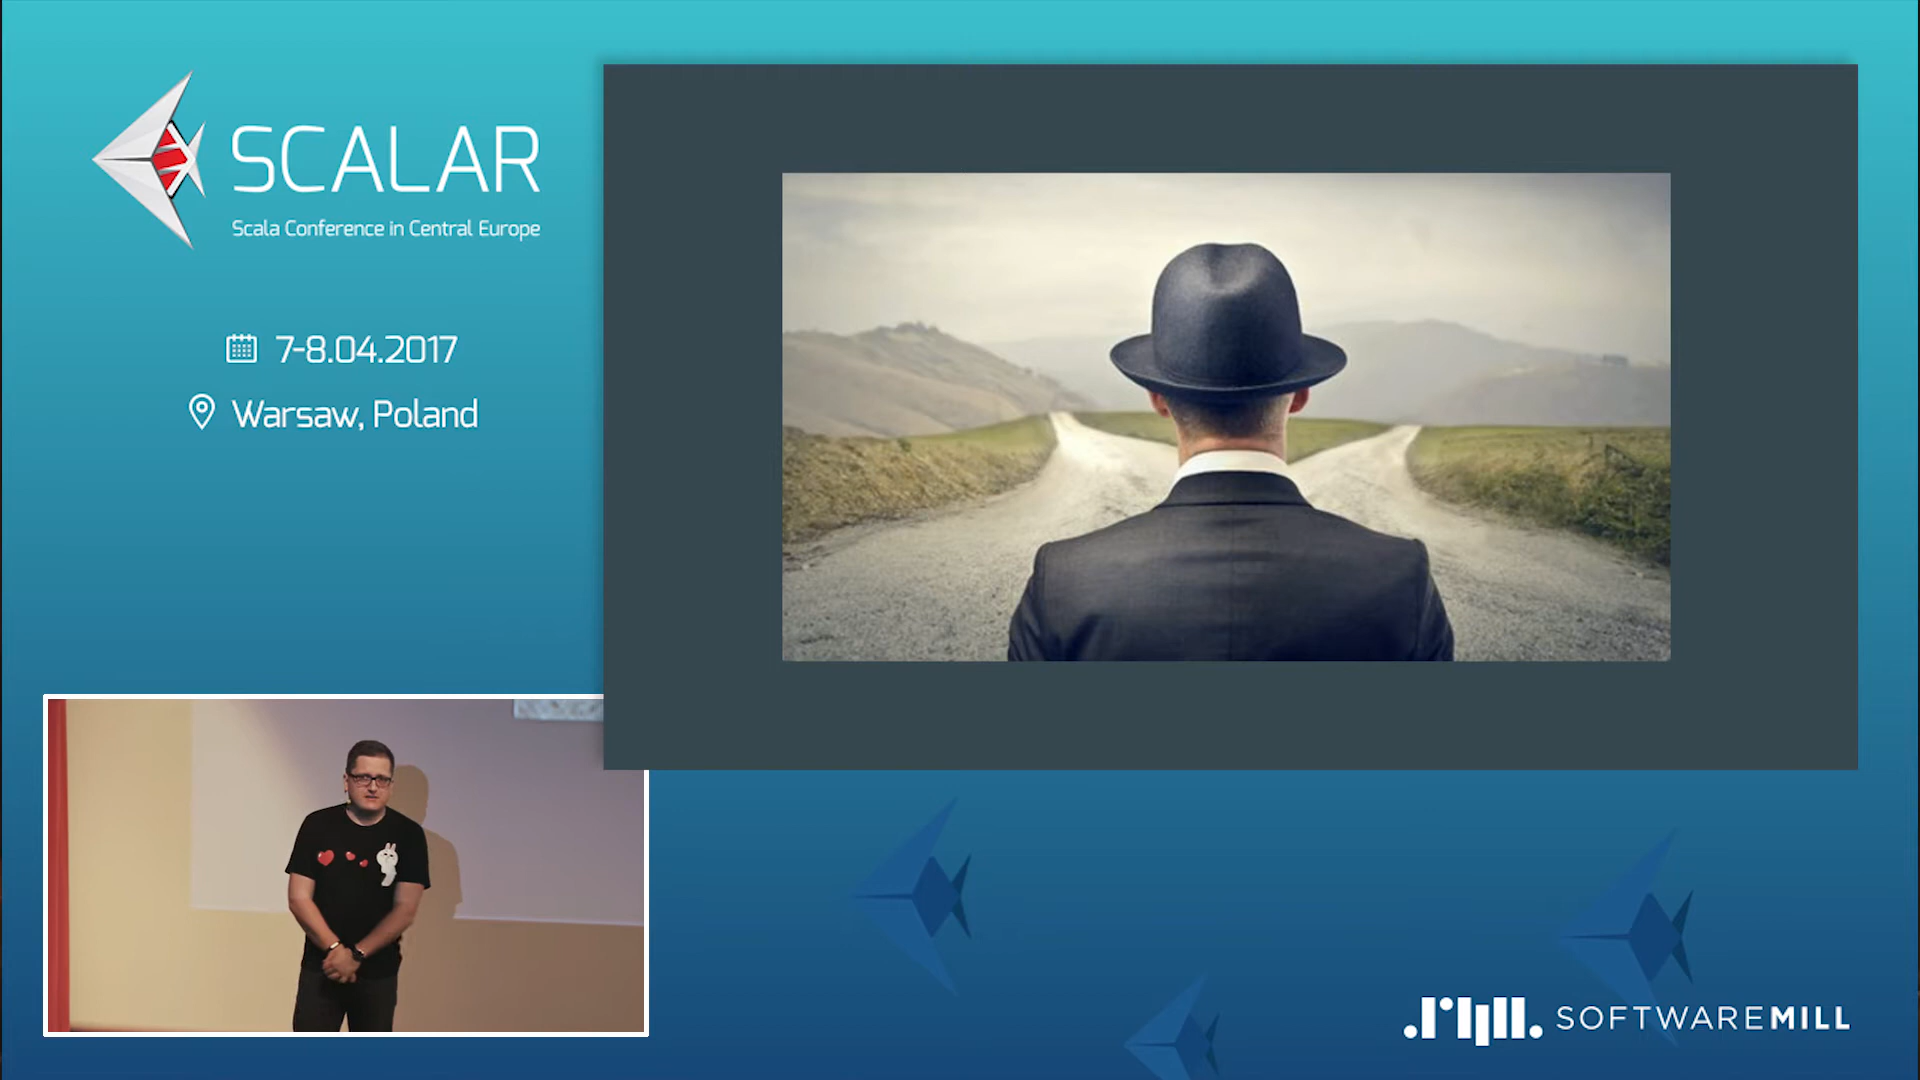 SCALAR
Scala Conference in Central Europe
7-8.04.2017
Warsaw, Poland
SOFTWAREMILL